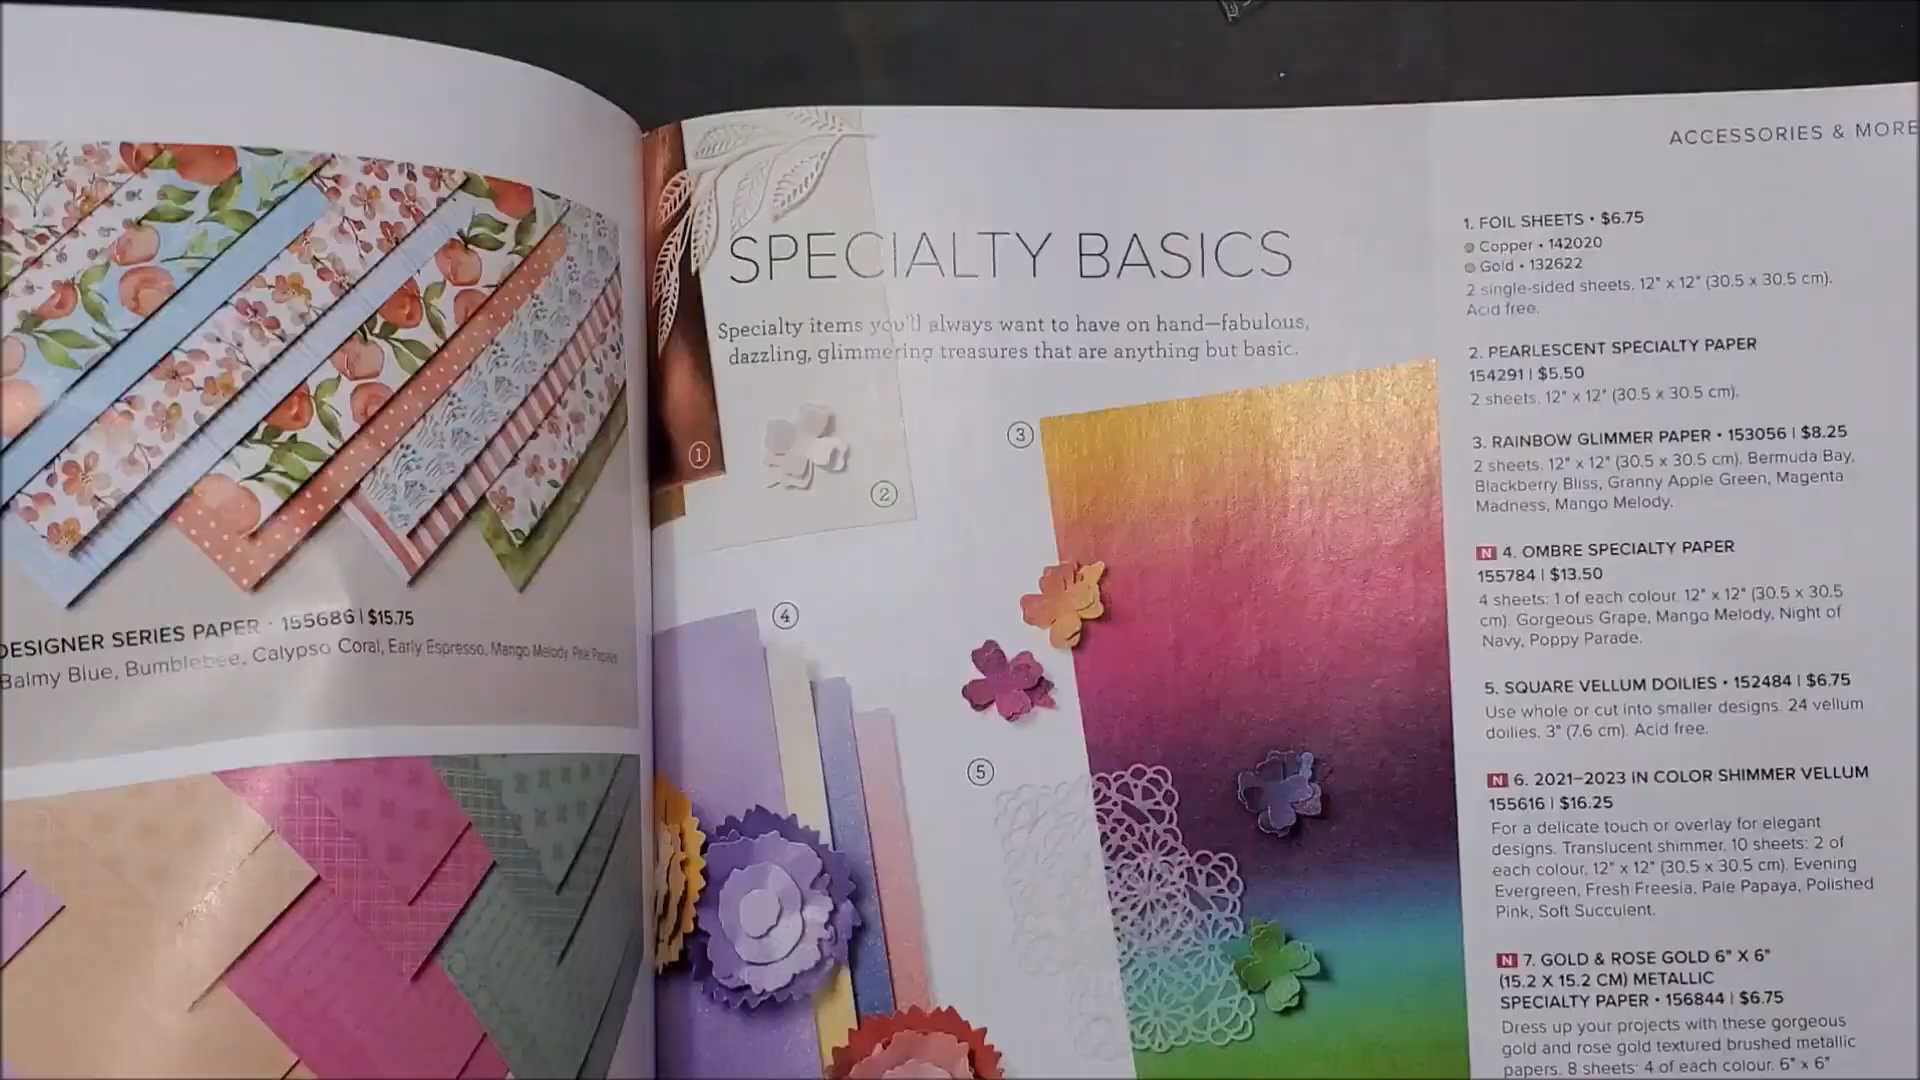 DESIGNER SERIES PAPER · 155686 | $15.75
Balmy Blue, Bumblebee, Calypso Coral, Early Espresso, Mango Melody, Pale Papaya
SPECIALTY BASICS
Specialty items you'll always want to have on hand—fabulous,
dazzling, glimmering treasures that are anything but basic.
1
2
3
4
5
ACCESSORIES & MORE
1. FOIL SHEETS • $6.75
Copper • 142020
Gold • 132622
2 single-sided sheets. 12" x 12" (30.5 x 30.5 cm).
Acid free.
2. PEARLESCENT SPECIALTY PAPER
154291 | $5.50
2 sheets. 12" x 12" (30.5 x 30.5 cm).
3. RAINBOW GLIMMER PAPER • 153056 | $8.25
2 sheets. 12" x 12" (30.5 x 30.5 cm). Bermuda Bay,
Blackberry Bliss, Granny Apple Green, Magenta
Madness, Mango Melody.
N 4. OMBRE SPECIALTY PAPER
155784 | $13.50
4 sheets: 1 of each colour. 12" x 12" (30.5 x 30.5
cm). Gorgeous Grape, Mango Melody, Night of
Navy, Poppy Parade.
5. SQUARE VELLUM DOILIES • 152484 | $6.75
Use whole or cut into smaller designs. 24 vellum
doilies. 3" (7.6 cm). Acid free.
N 6. 2021–2023 IN COLOR SHIMMER VELLUM
155616 | $16.25
For a delicate touch or overlay for elegant
designs. Translucent shimmer. 10 sheets: 2 of
each colour. 12" x 12" (30.5 x 30.5 cm). Evening
Evergreen, Fresh Freesia, Pale Papaya, Polished
Pink, Soft Succulent.
N 7. GOLD & ROSE GOLD 6" X 6"
(15.2 X 15.2 CM) METALLIC
SPECIALTY PAPER • 156844 | $6.75
Dress up your projects with these gorgeous
gold and rose gold textured brushed metallic
papers. 8 sheets: 4 of each colour. 6" x 6"